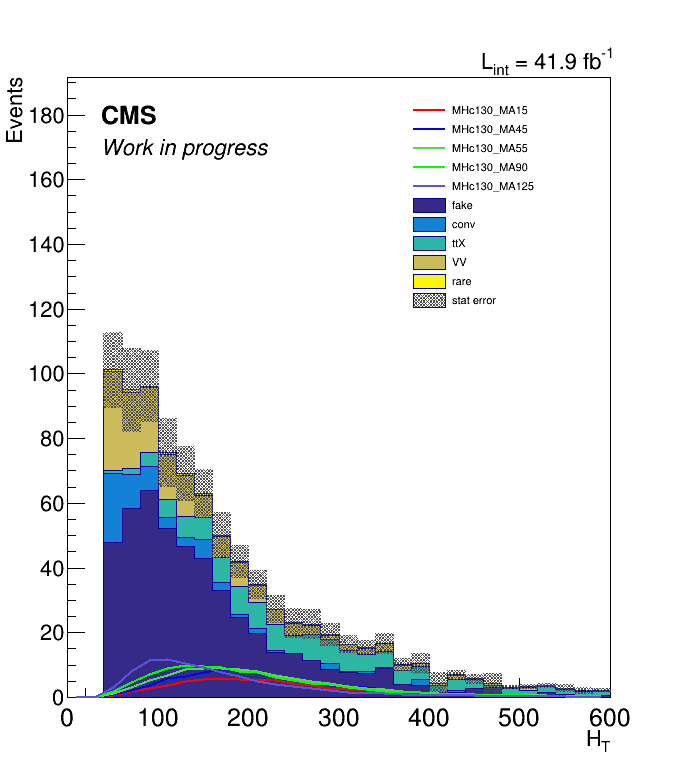 L_int = 41.9 fb^-1
Events
CMS
Work in progress
MHc130_MA15
MHc130_MA45
MHc130_MA55
MHc130_MA90
MHc130_MA125
fake
conv
ttX
VV
rare
stat error
180
160
140
120
100
80
60
40
20
0
0 100 200 300 400 500 600
H_T